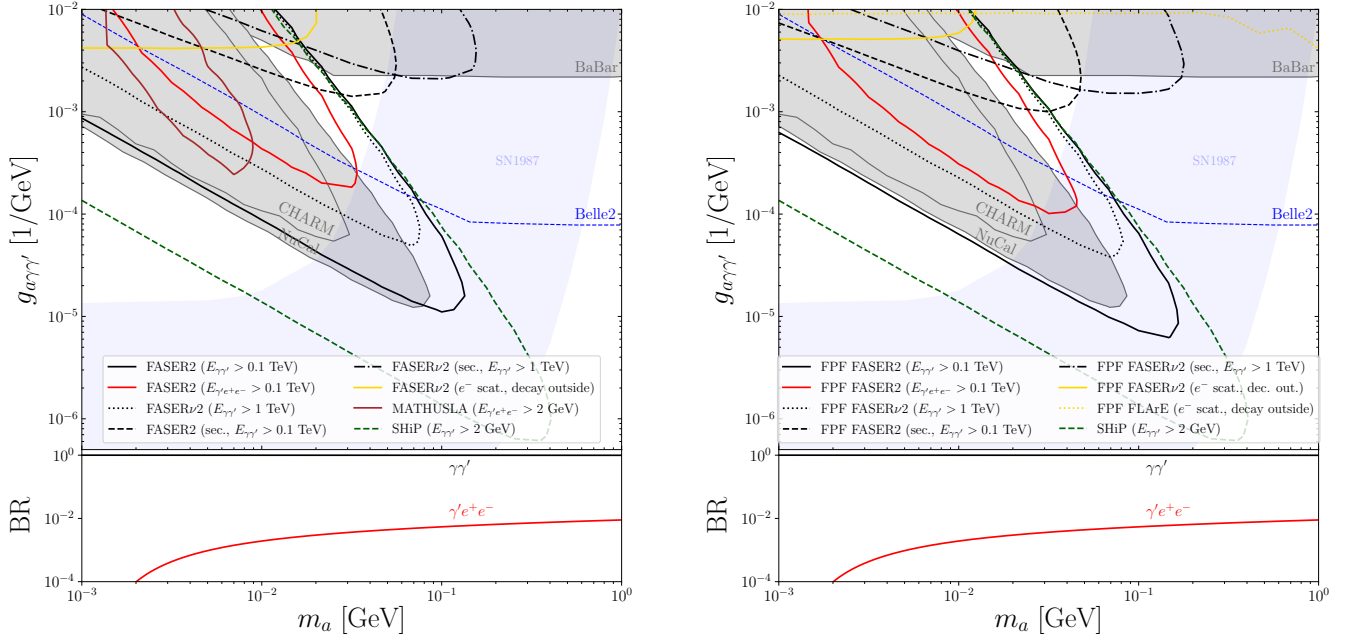 10⁻²
10⁻³
10⁻⁴
10⁻⁵
10⁻⁶
g_{aγγ′} [1/GeV]
BaBar
SN1987
Belle2
CHARM
NuCal
FASER2 (E_{γγ′} > 0.1 TeV)
FASER2 (E_{γ′e⁺e⁻} > 0.1 TeV)
FASERν2 (E_{γγ′} > 1 TeV)
FASER2 (sec., E_{γγ′} > 0.1 TeV)
FASERν2 (sec., E_{γγ′} > 1 TeV)
FASERν2 (e⁻ scat., decay outside)
MATHUSLA (E_{γ′e⁺e⁻} > 2 GeV)
SHiP (E_{γγ′} > 2 GeV)
10⁰
10⁻²
10⁻⁴
BR
γγ′
γ′e⁺e⁻
10⁻³ 10⁻² 10⁻¹ 10⁰
m_a [GeV]
10⁻²
10⁻³
10⁻⁴
10⁻⁵
10⁻⁶
g_{aγγ′} [1/GeV]
BaBar
SN1987
Belle2
CHARM
NuCal
FPF FASER2 (E_{γγ′} > 0.1 TeV)
FPF FASER2 (E_{γ′e⁺e⁻} > 0.1 TeV)
FPF FASERν2 (E_{γγ′} > 1 TeV)
FPF FASER2 (sec., E_{γγ′} > 0.1 TeV)
FPF FASERν2 (sec., E_{γγ′} > 1 TeV)
FPF FASERν2 (e⁻ scat., dec. out.)
FPF FLArE (e⁻ scat., decay outside)
SHiP (E_{γγ′} > 2 GeV)
10⁰
10⁻²
10⁻⁴
BR
γγ′
γ′e⁺e⁻
10⁻³ 10⁻² 10⁻¹ 10⁰
m_a [GeV]